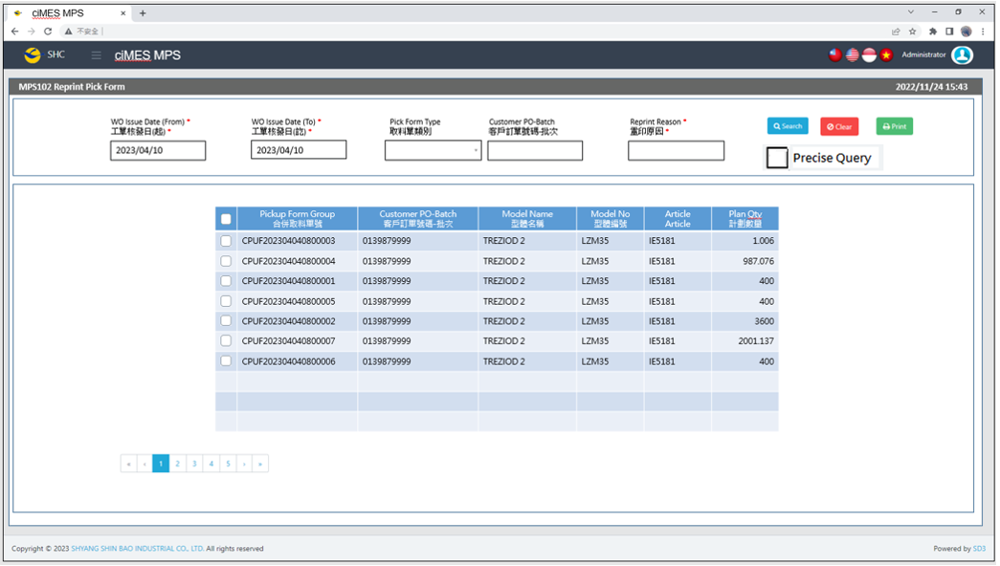 ciMES MPS
不安全
SHC
ciMES MPS
Administrator
MPS102 Reprint Pick Form
2022/11/24 15:43
WO Issue Date (From) *
工單核發日(起) *
2023/04/10
WO Issue Date (To) *
工單核發日(訖) *
2023/04/10
Pick Form Type
取料單類別
Customer PO-Batch
客戶訂單號碼-批次
Reprint Reason *
重印原因 *
Search
Clear
Print
Precise Query
Pickup Form Group Customer PO-Batch Model Name Model No Article Plan Qty
合併取料單號 客戶訂單號碼-批次 型體名稱 型體編號 Article 計劃數量
CPUF202304040800003 0139879999 TREZIOD 2 LZM35 IE5181 1.006
CPUF202304040800004 0139879999 TREZIOD 2 LZM35 IE5181 987.076
CPUF202304040800001 0139879999 TREZIOD 2 LZM35 IE5181 400
CPUF202304040800005 0139879999 TREZIOD 2 LZM35 IE5181 400
CPUF202304040800002 0139879999 TREZIOD 2 LZM35 IE5181 3600
CPUF202304040800007 0139879999 TREZIOD 2 LZM35 IE5181 2001.137
CPUF202304040800006 0139879999 TREZIOD 2 LZM35 IE5181 400
« ‹ 1 2 3 4 5 › »
Copyright © 2023 SHYANG SHIN BAO INDUSTRIAL CO., LTD. All rights reserved
Powered by SD3